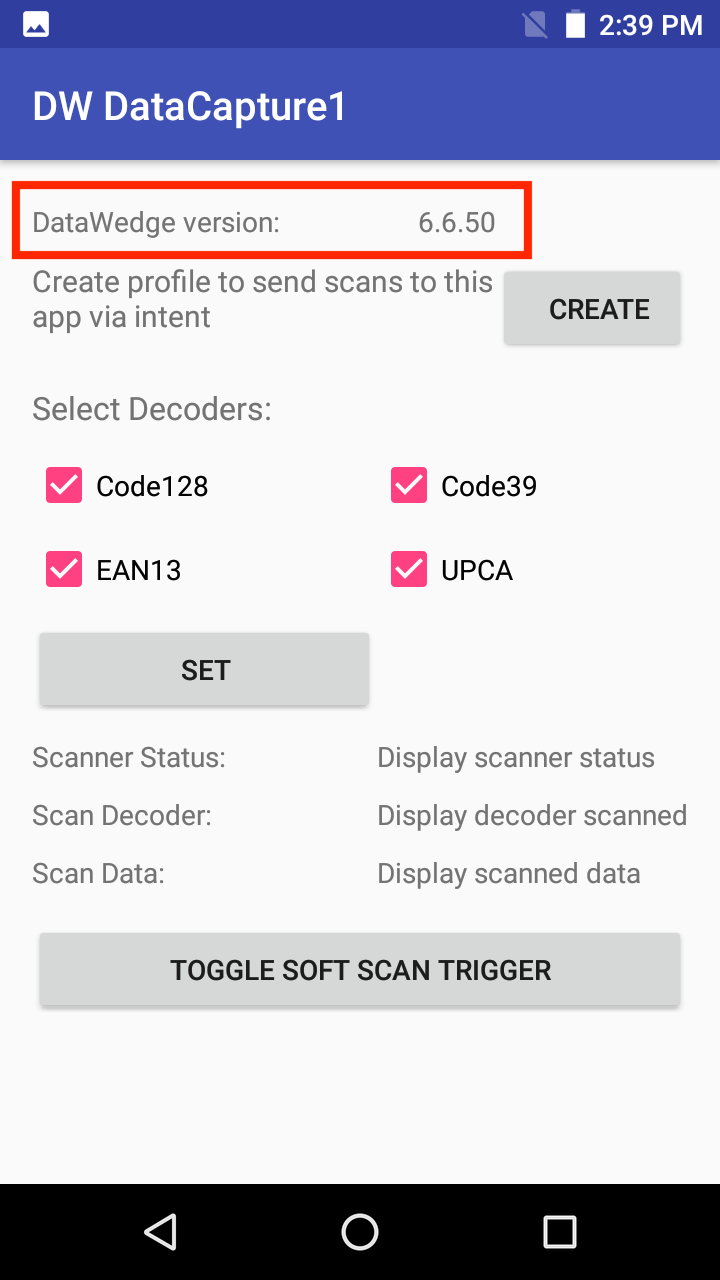 2:39 PM
DW DataCapture1
DataWedge version: 6.6.50
Create profile to send scans to this
app via intent
CREATE
Select Decoders:
Code128 Code39
EAN13 UPCA
SET
Scanner Status: Display scanner status
Scan Decoder: Display decoder scanned
Scan Data: Display scanned data
TOGGLE SOFT SCAN TRIGGER